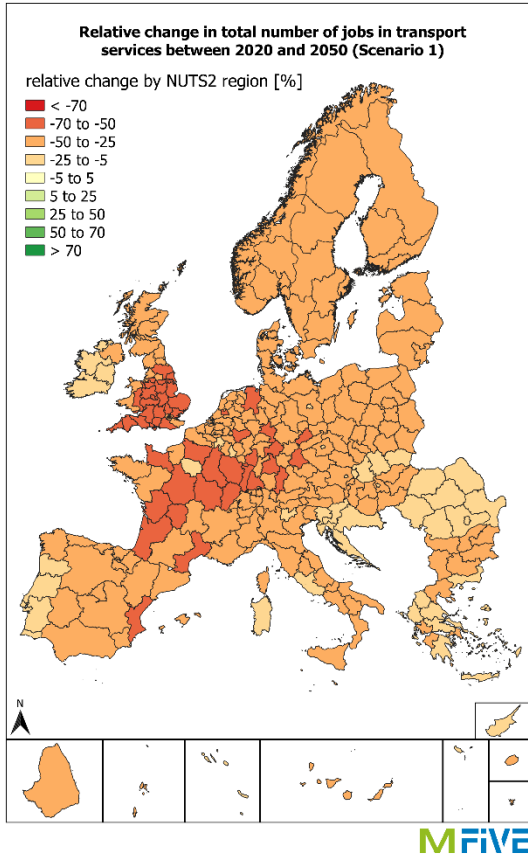 Relative change in total number of jobs in transport
services between 2020 and 2050 (Scenario 1)
relative change by NUTS2 region [%]
< -70
-70 to -50
-50 to -25
-25 to -5
-5 to 5
5 to 25
25 to 50
50 to 70
> 70
N
MFIVE